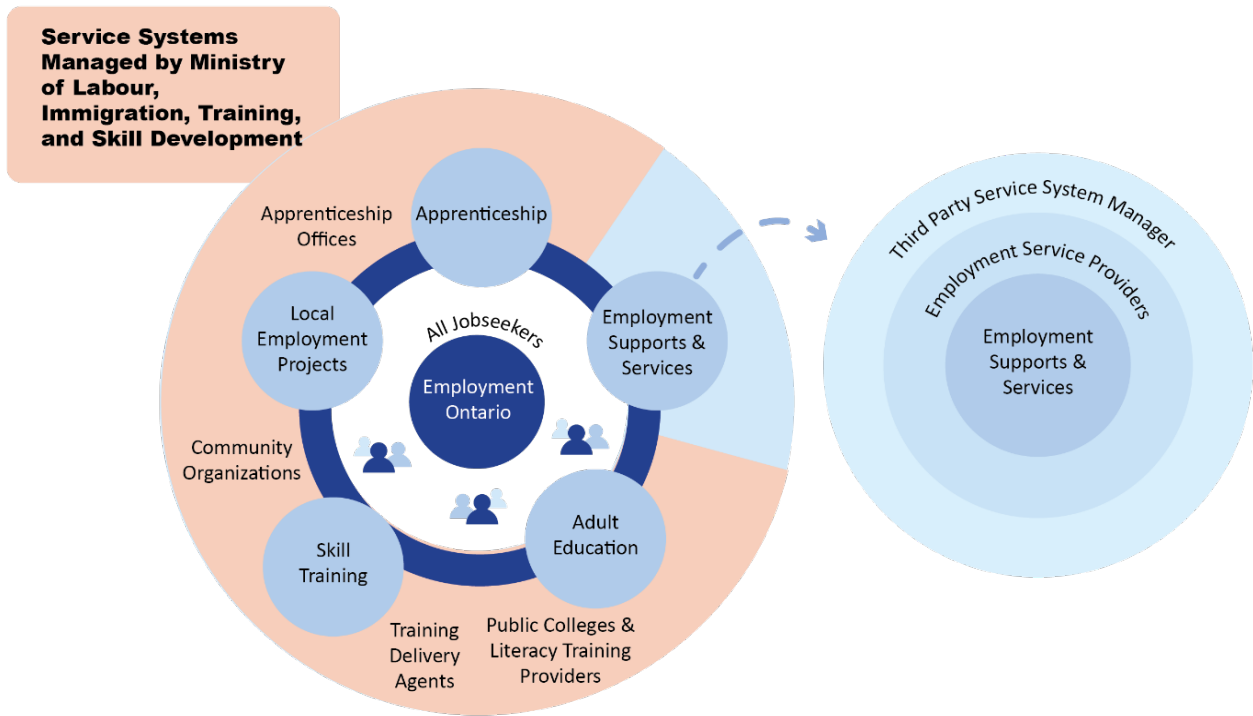 Service Systems
Managed by Ministry
of Labour,
Immigration, Training,
and Skill Development
Apprenticeship
Offices
Apprenticeship
Local
Employment
Projects
All Jobseekers
Employment
Ontario
Employment
Supports &
Services
Community
Organizations
Skill
Training
Adult
Education
Training
Delivery
Agents
Public Colleges &
Literacy Training
Providers
Third Party Service System Manager
Employment Service Providers
Employment
Supports &
Services